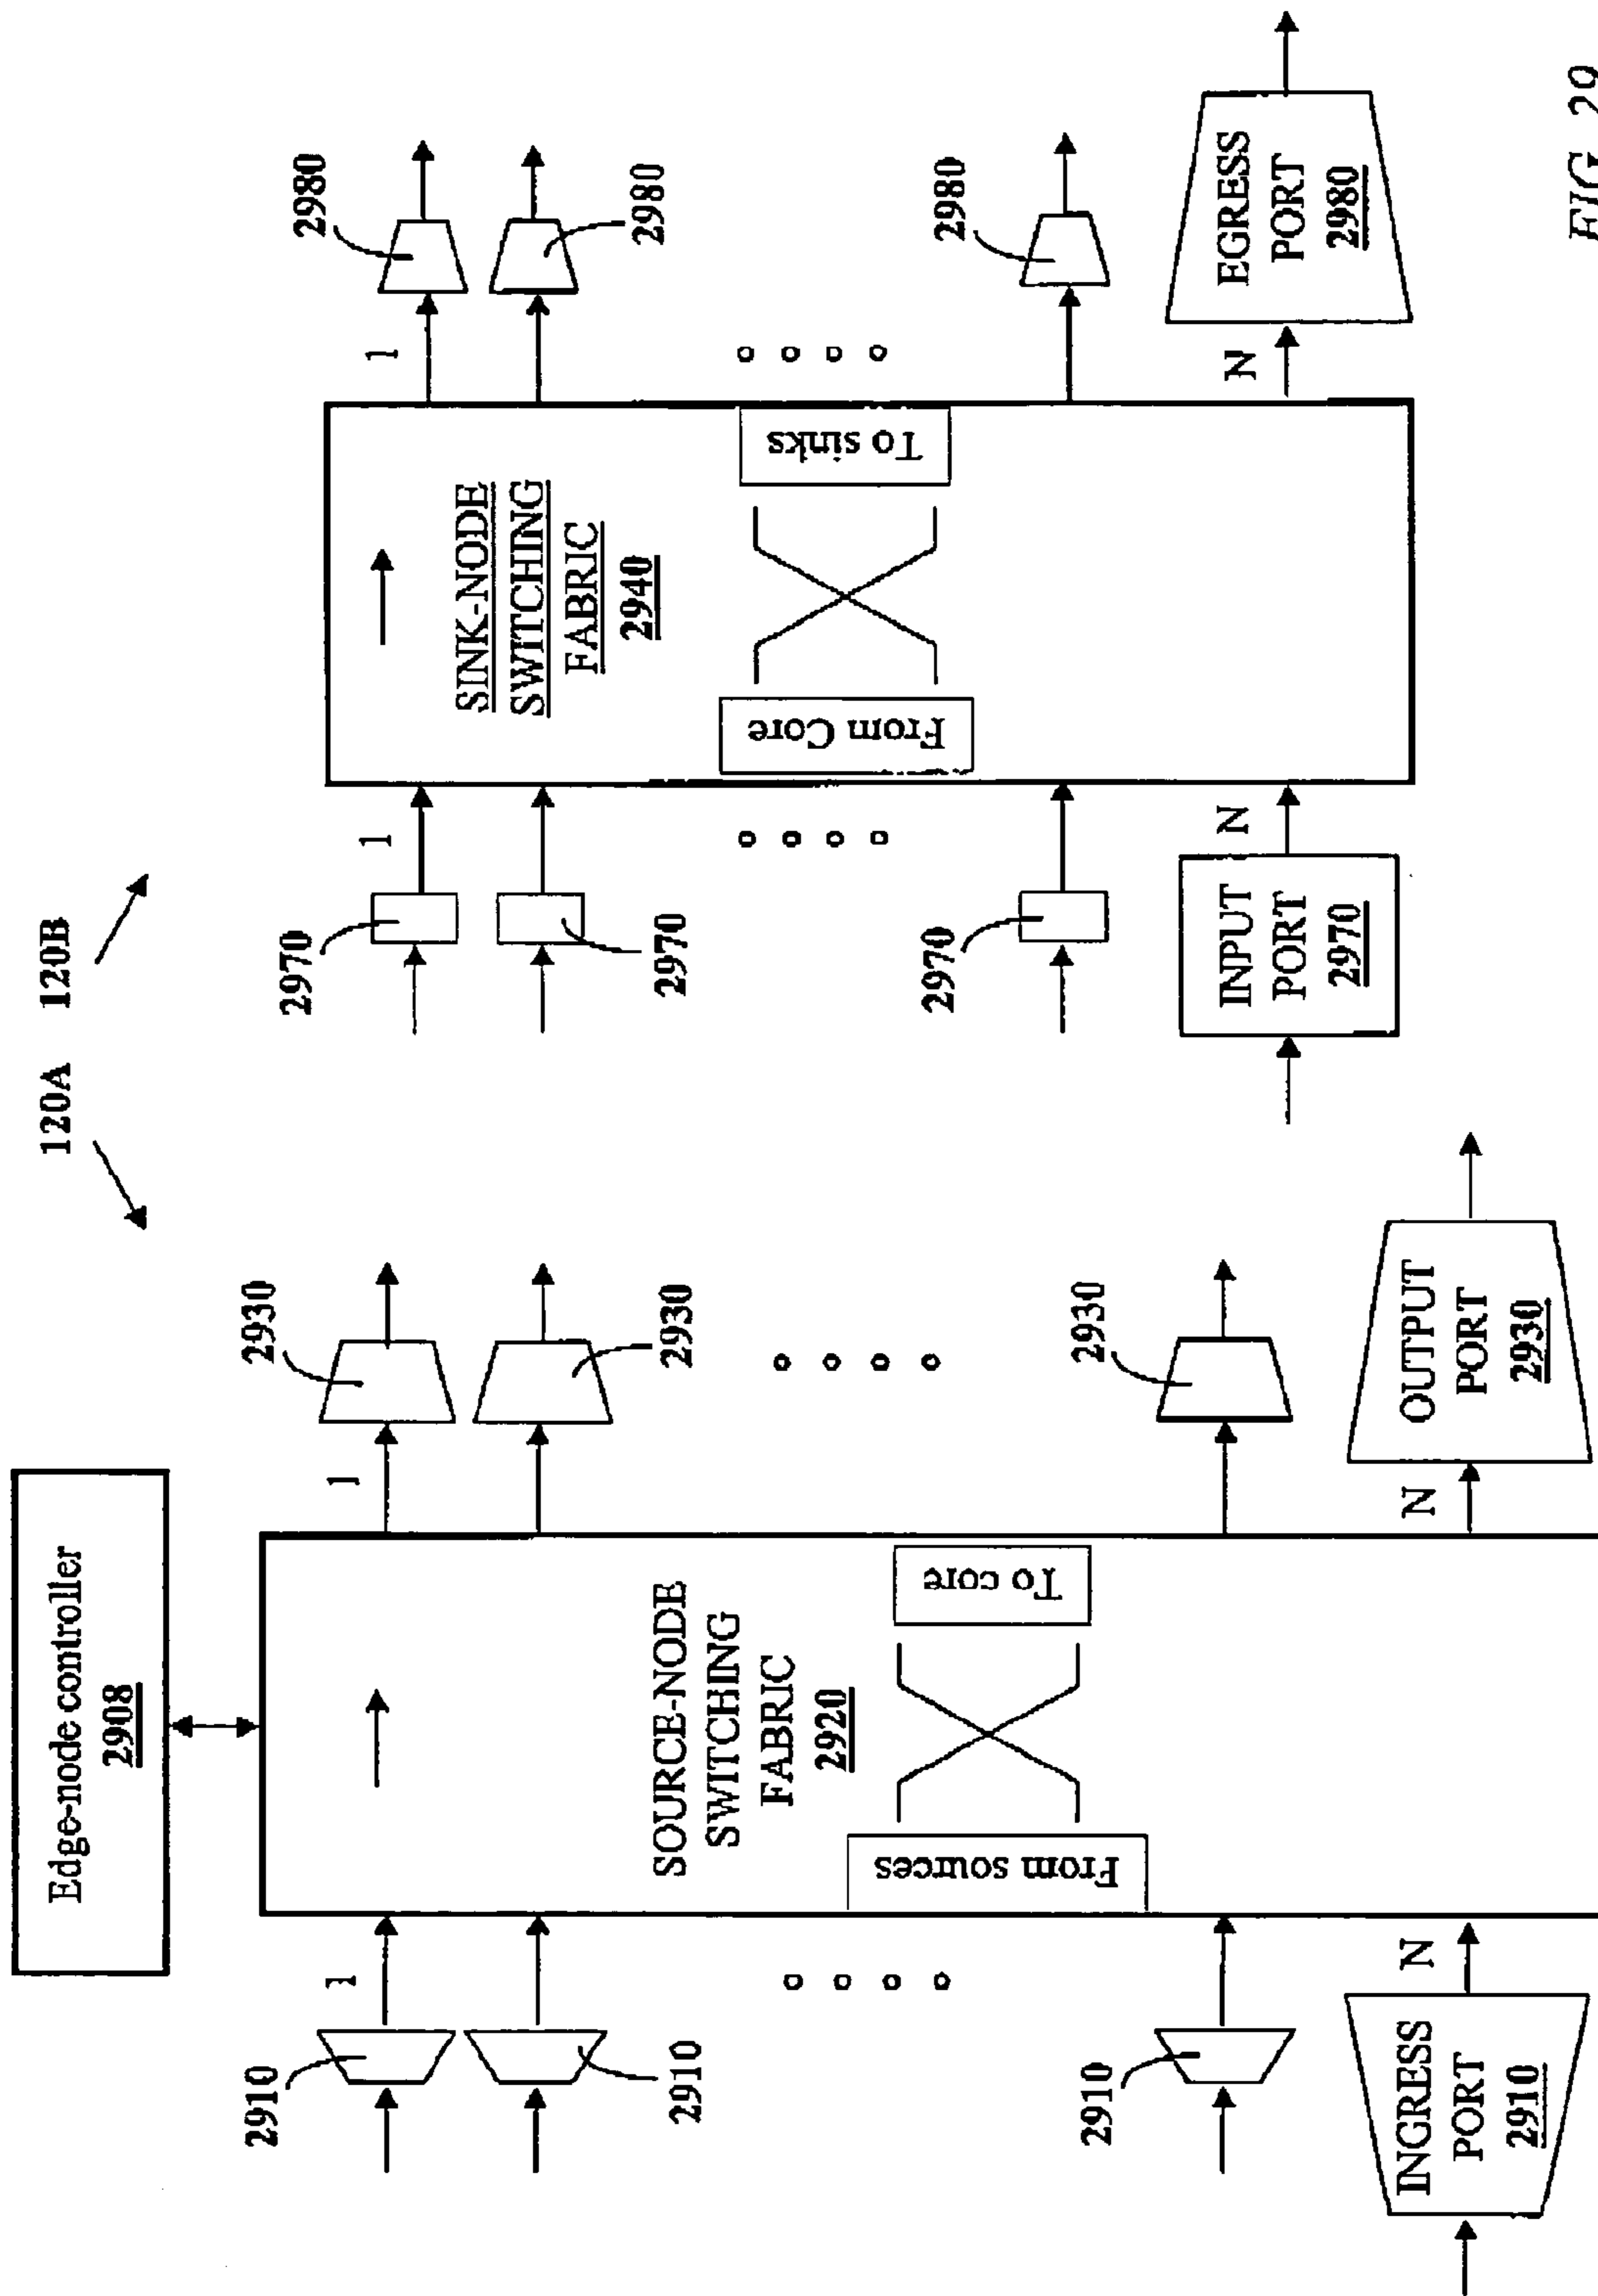 120A
120B
Edge-node controller
2908
2910
2910
2910
1
INGRESS
PORT
2910
N
SOURCE-NODE
SWITCHING
FABRIC
2920
From sources
To core
2930
2930
2930
1
OUTPUT
PORT
2930
N
2970
2970
2970
1
INPUT
PORT
2970
N
SINK-NODE
SWITCHING
FABRIC
2940
From Core
To sinks
2980
2980
2980
1
EGRESS
PORT
2980
N
FIG. 29